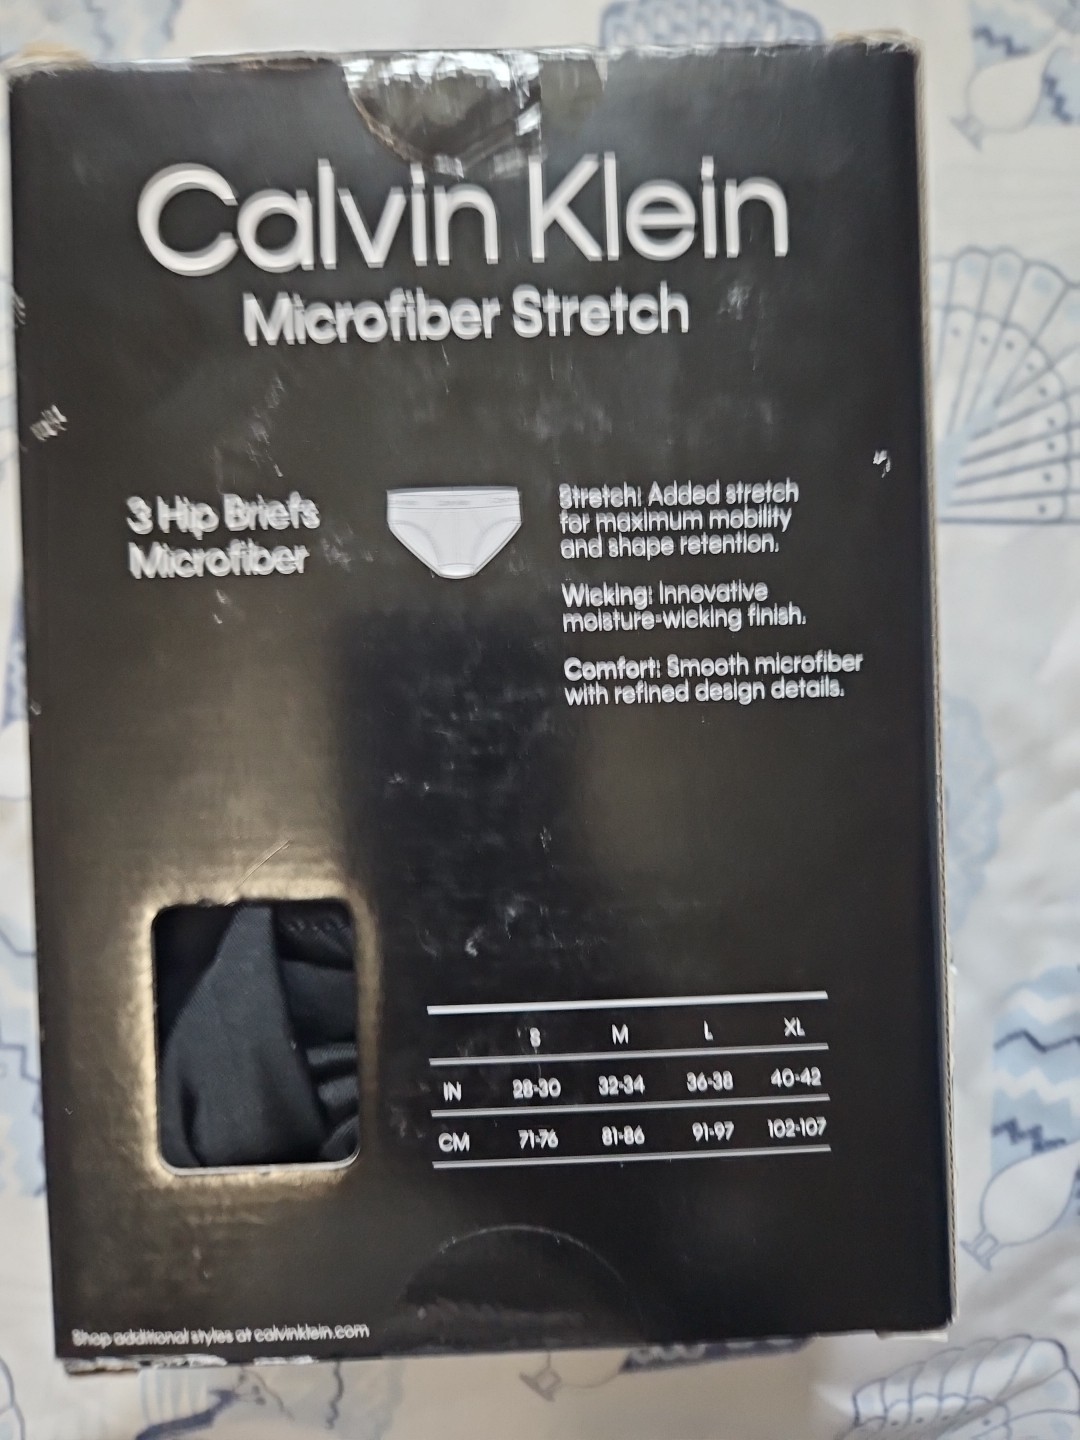 Calvin Klein
Microfiber Stretch
3 Hip Briefs
Microfiber
Stretch: Added stretch
for maximum mobility
and shape retention.
Wicking: Innovative
moisture-wicking finish.
Comfort: Smooth microfiber
with refined design details.
S M L XL
IN 28-30 32-34 36-38 40-42
CM 71-76 81-86 91-97 102-107
Shop additional styles at calvinklein.com